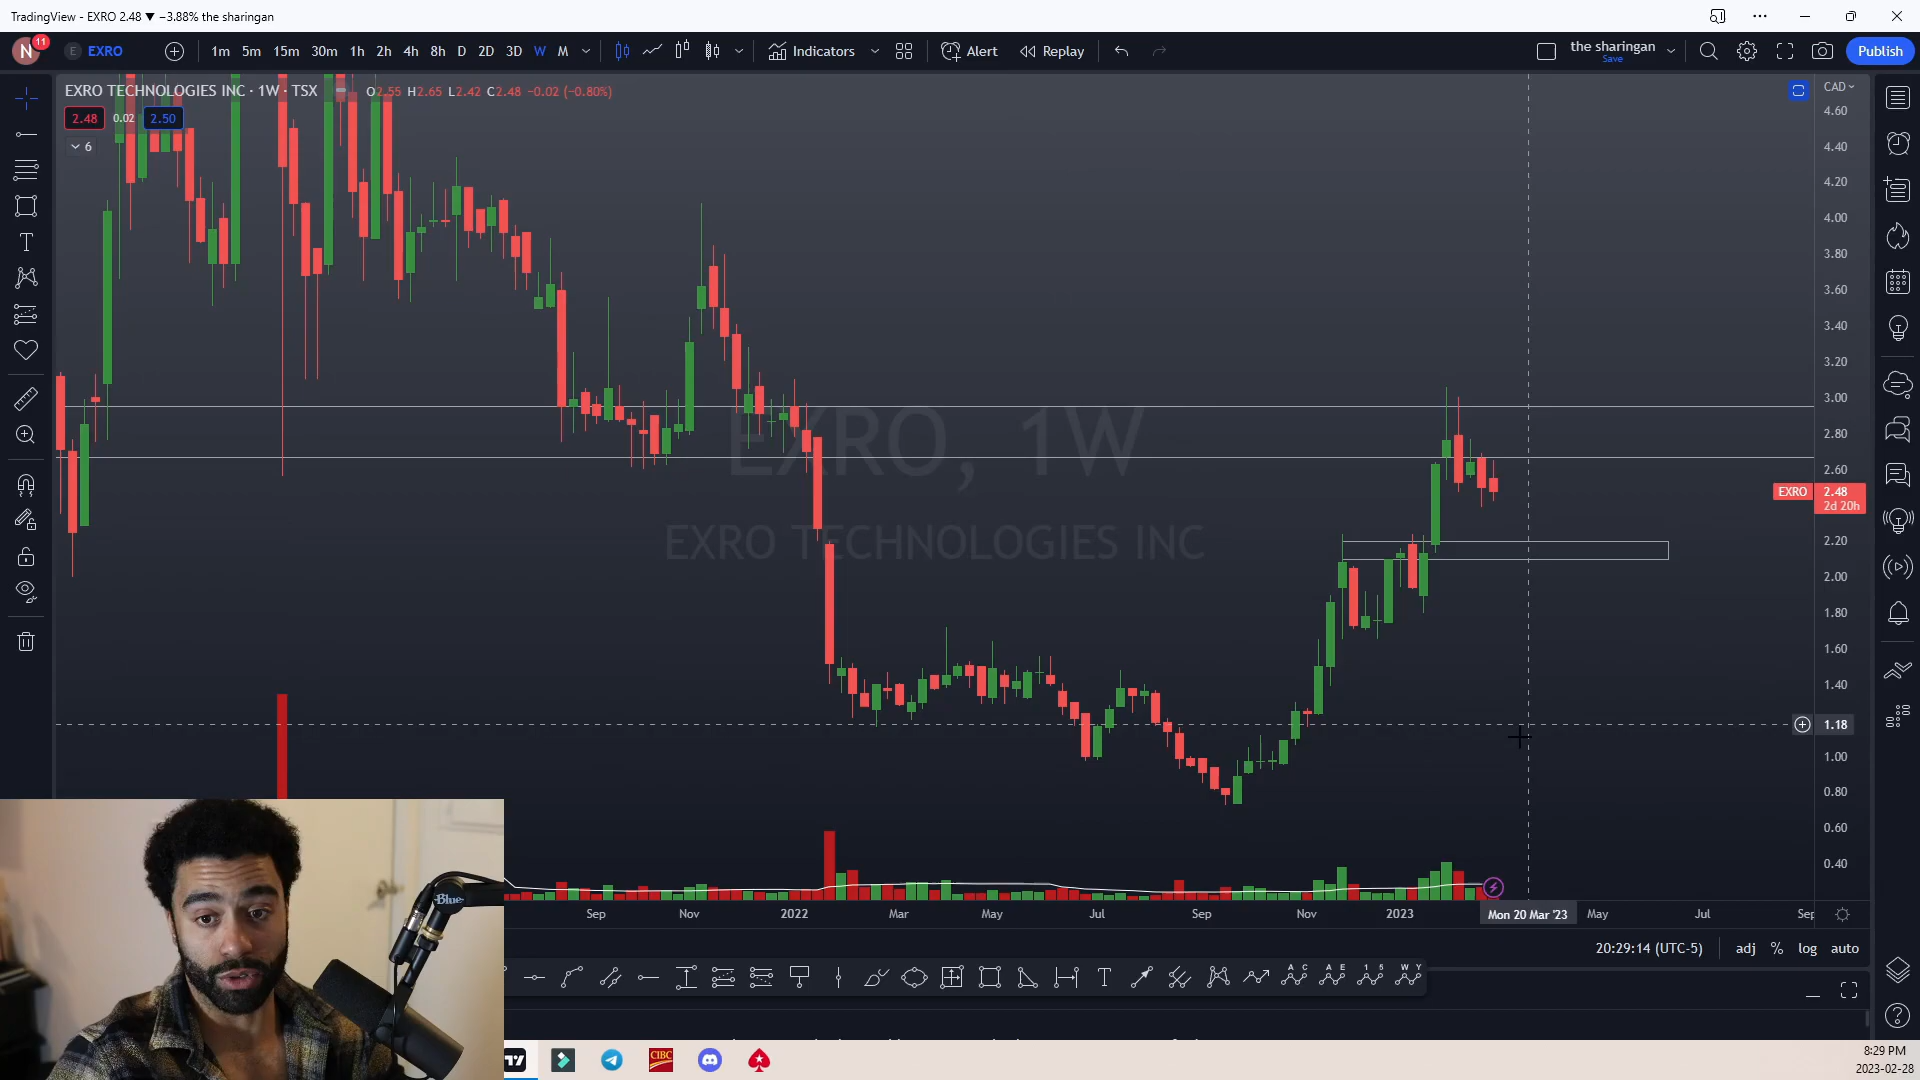 TradingView - EXRO 2.48 ▼ −3.88% the sharingan
N 11 E EXRO 1m 5m 15m 30m 1h 2h 4h 8h D 2D 3D W M Indicators Alert Replay the sharingan Save Publish
EXRO TECHNOLOGIES INC · 1W · TSX O2.55 H2.65 L2.42 C2.48 −0.02 (−0.80%)
2.48 0.02 2.50
6
CAD
4.60
4.40
4.20
4.00
3.80
3.60
3.40
3.20
3.00
2.80
2.60
EXRO 2.48
2d 20h
2.20
2.00
1.80
1.60
1.40
1.18
1.00
0.80
0.60
0.40
EXRO, 1W
EXRO TECHNOLOGIES INC
Sep Nov 2022 Mar May Jul Sep Nov 2023 Mon 20 Mar '23 May Jul Sep
20:29:14 (UTC-5) adj % log auto
T A C A E 1 5 W Y
Blue
CIBC
8:29 PM
2023-02-28